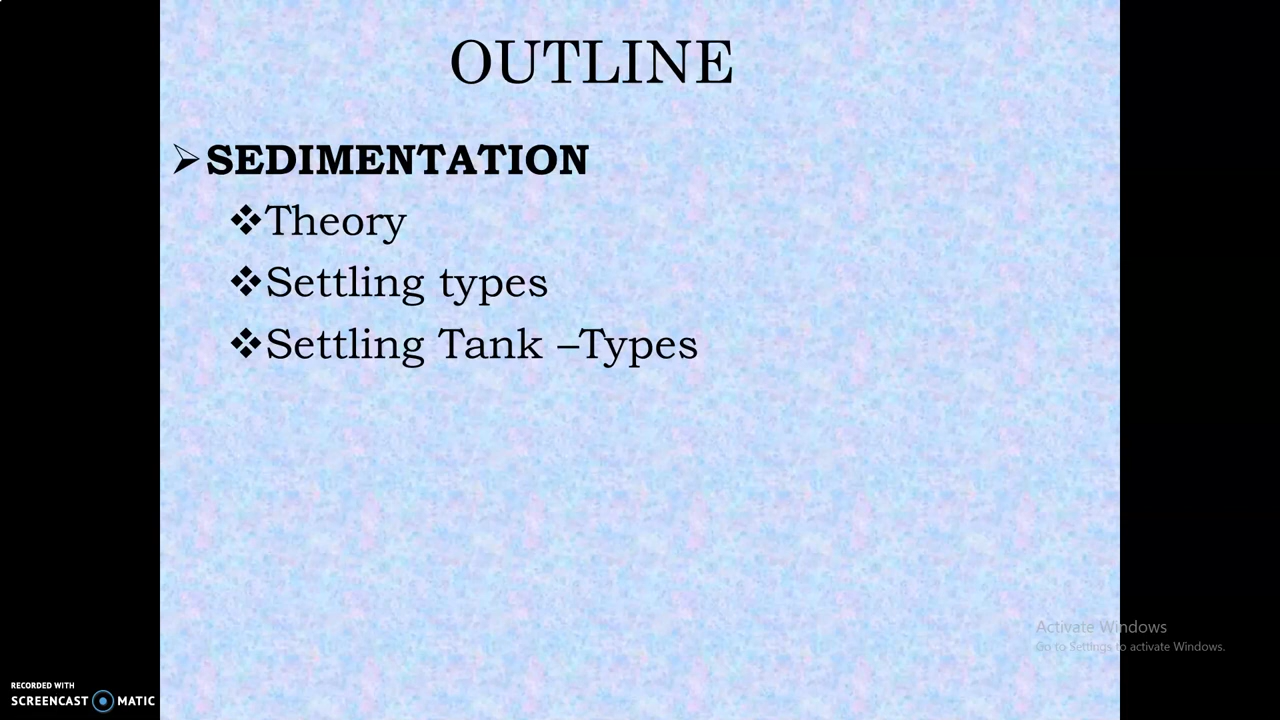 OUTLINE
➢SEDIMENTATION
❖Theory
❖Settling types
❖Settling Tank –Types
Activate Windows
Go to Settings to activate Windows.
RECORDED WITH
SCREENCAST MATIC